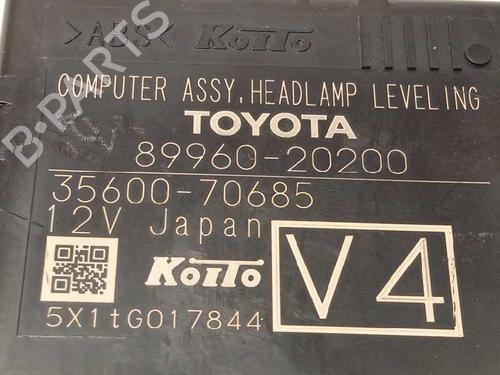 >ABS< KOITO
COMPUTER ASSY, HEADLAMP LEVELING
TOYOTA
89960-20200
35600-70685
12V Japan
KOITO
V4
5X1tG017844
B-PARTS